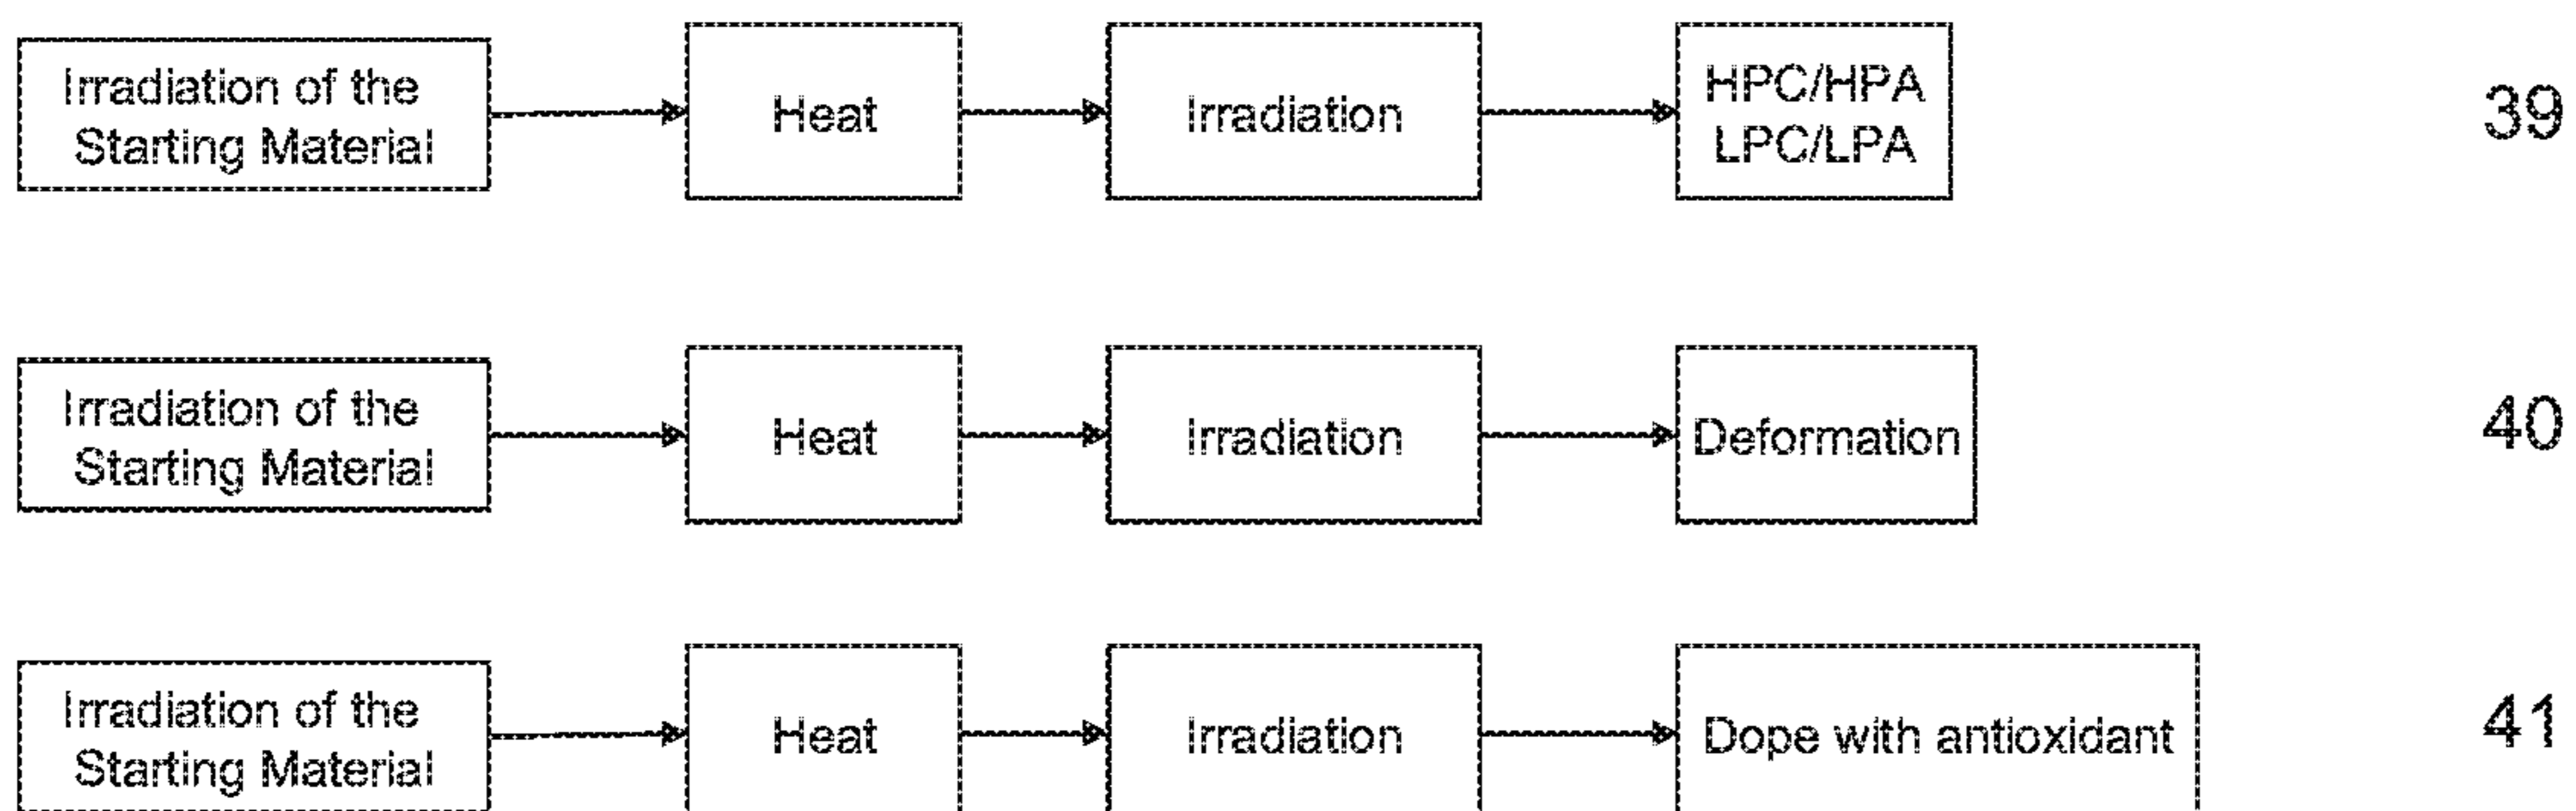 Irradiation of the
Starting Material
Heat
Irradiation
HPC/HPA
LPC/LPA
39
Irradiation of the
Starting Material
Heat
Irradiation
Deformation
40
Irradiation of the
Starting Material
Heat
Irradiation
Dope with antioxidant
41